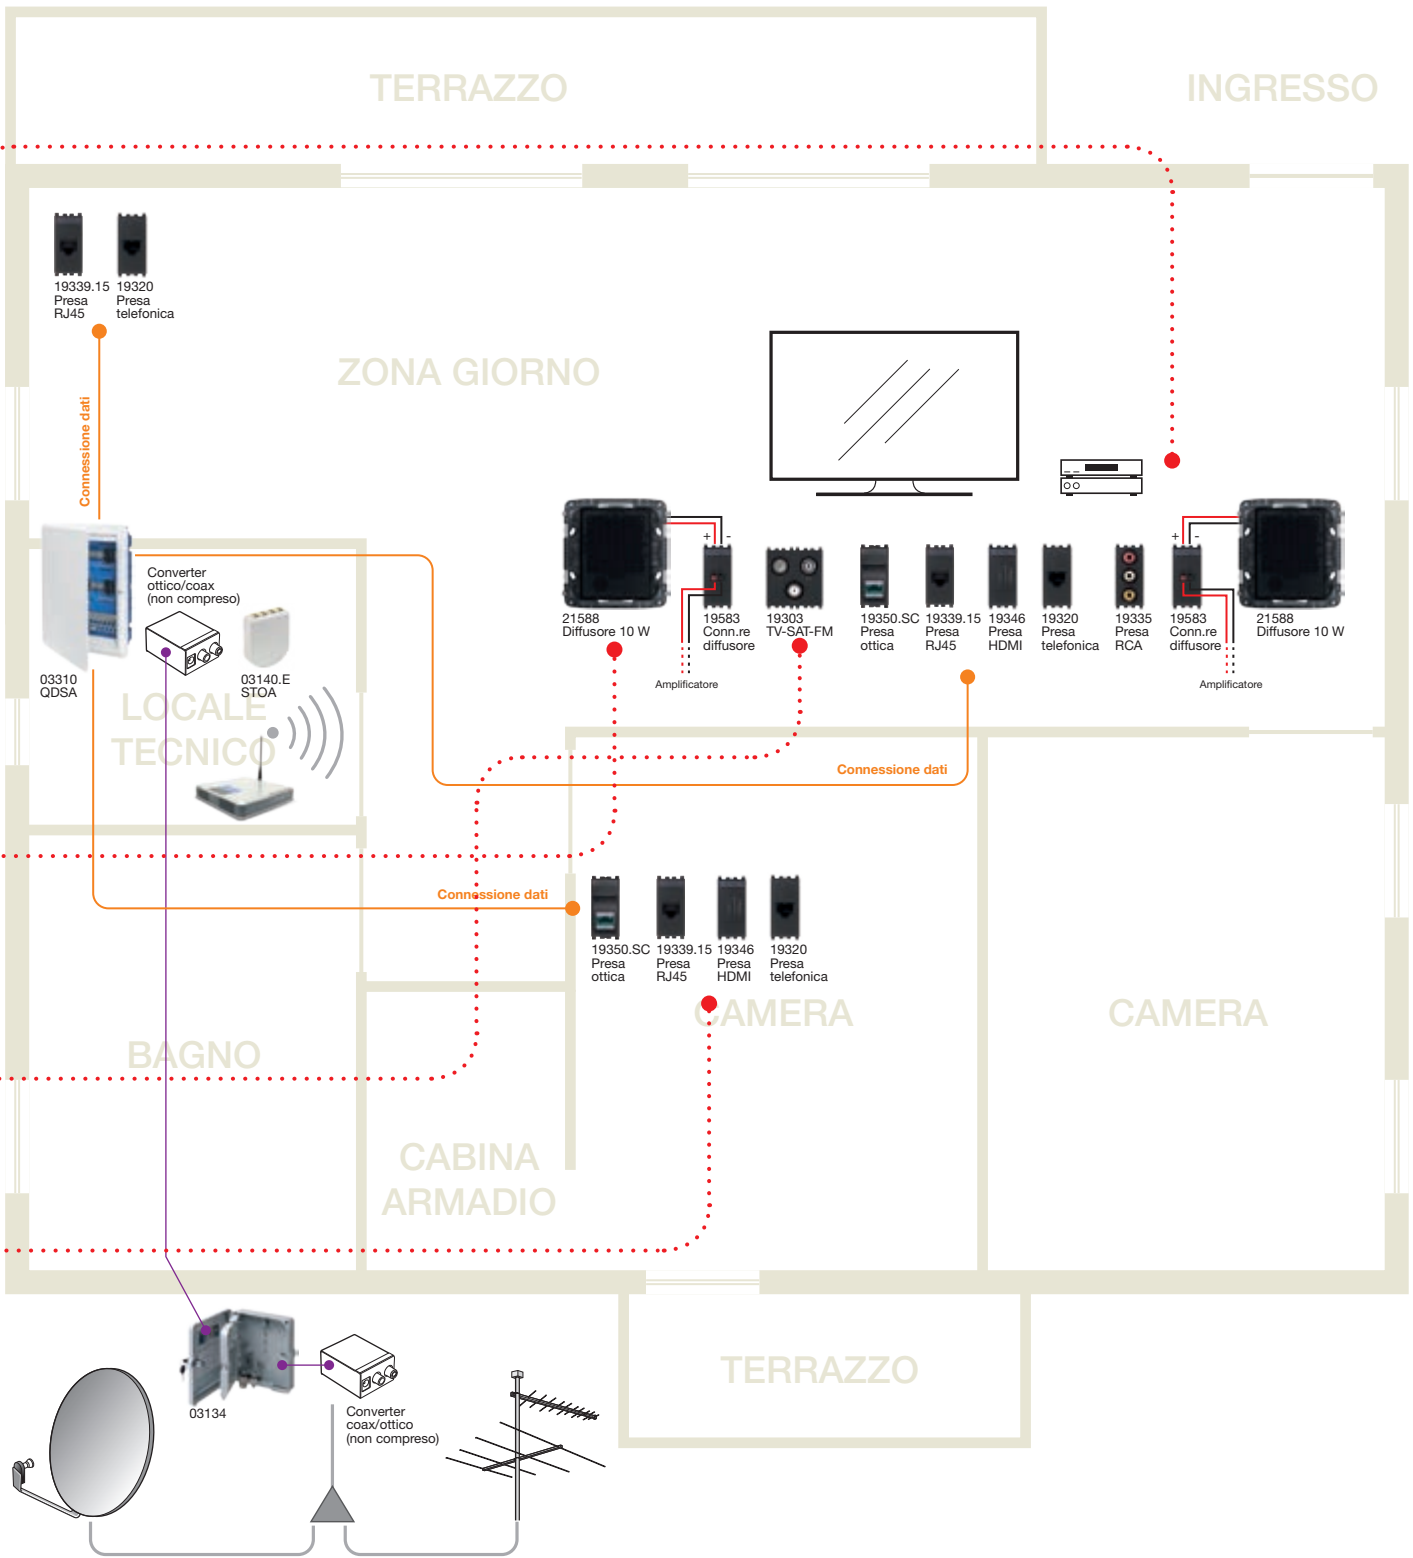 TERRAZZO
INGRESSO
19339.15
Presa
RJ45
19320
Presa
telefonica
ZONA GIORNO
Connessione dati
Converter
ottico/coax
(non compreso)
03310
QDSA
03140.E
STOA
LOCALE
TECNICO
21588
Diffusore 10 W
+ -
19583
Conn.re
diffusore
Amplificatore
19303
TV-SAT-FM
19350.SC
Presa
ottica
19339.15
Presa
RJ45
19346
Presa
HDMI
19320
Presa
telefonica
19335
Presa
RCA
+ -
19583
Conn.re
diffusore
Amplificatore
21588
Diffusore 10 W
Connessione dati
Connessione dati
19350.SC
Presa
ottica
19339.15
Presa
RJ45
19346
Presa
HDMI
19320
Presa
telefonica
CAMERA
CAMERA
BAGNO
CABINA
ARMADIO
TERRAZZO
03134
Converter
coax/ottico
(non compreso)